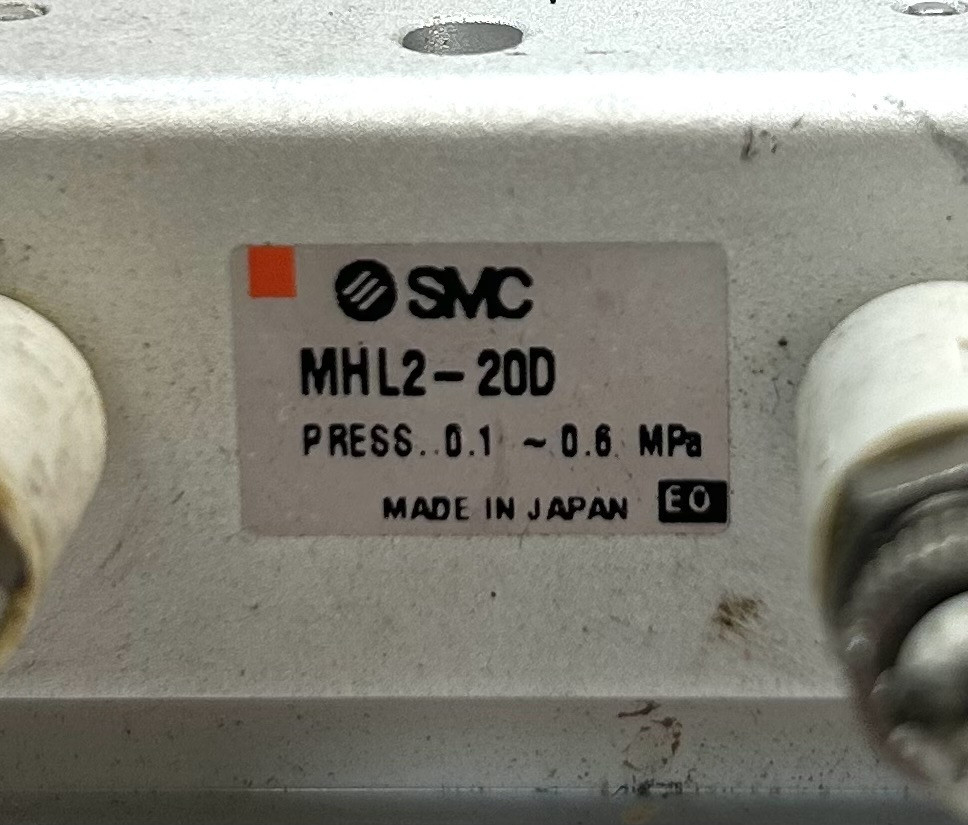 SMC
MHL2-20D
PRESS. 0.1 ~ 0.6 MPa
MADE IN JAPAN EO